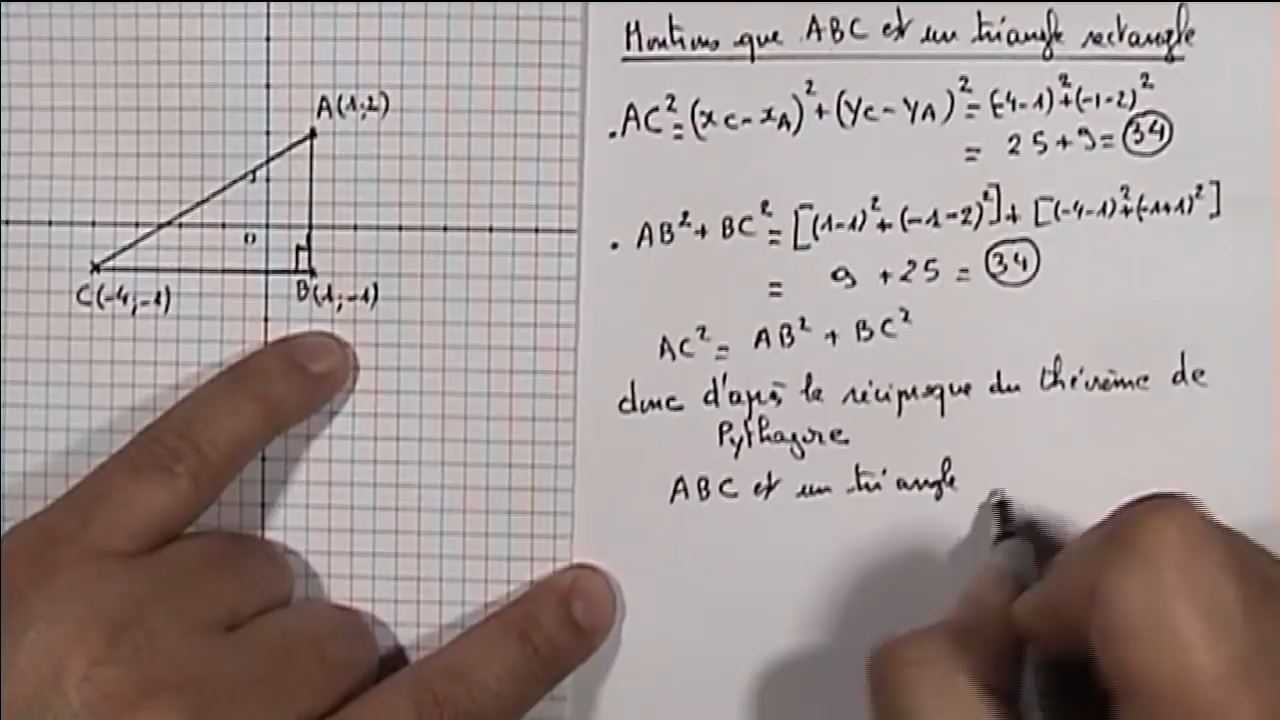 Montrons que ABC est un triangle rectangle
A(1;2)
C(-4;-1)
B(1;-1)
0
. AC² = (xC - xA)² + (yC - yA)² = (-4-1)² + (-1-2)²
= 25 + 9 = 34
. AB² + BC² = [(1-1)² + (-1-2)²] + [(-4-1)² + (-1+1)²]
= 9 + 25 = 34
AC² = AB² + BC²
donc d'après la réciproque du théorème de
Pythagore
ABC est un triangle